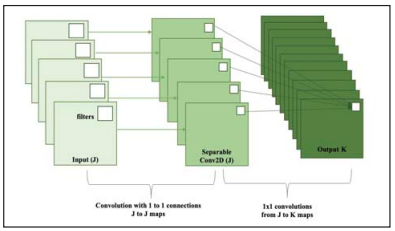 filters
Input (J)
Separable
Conv2D (J)
Output K
Convolution with 1 to 1 connections
J to J maps
1x1 convolutions
from J to K maps